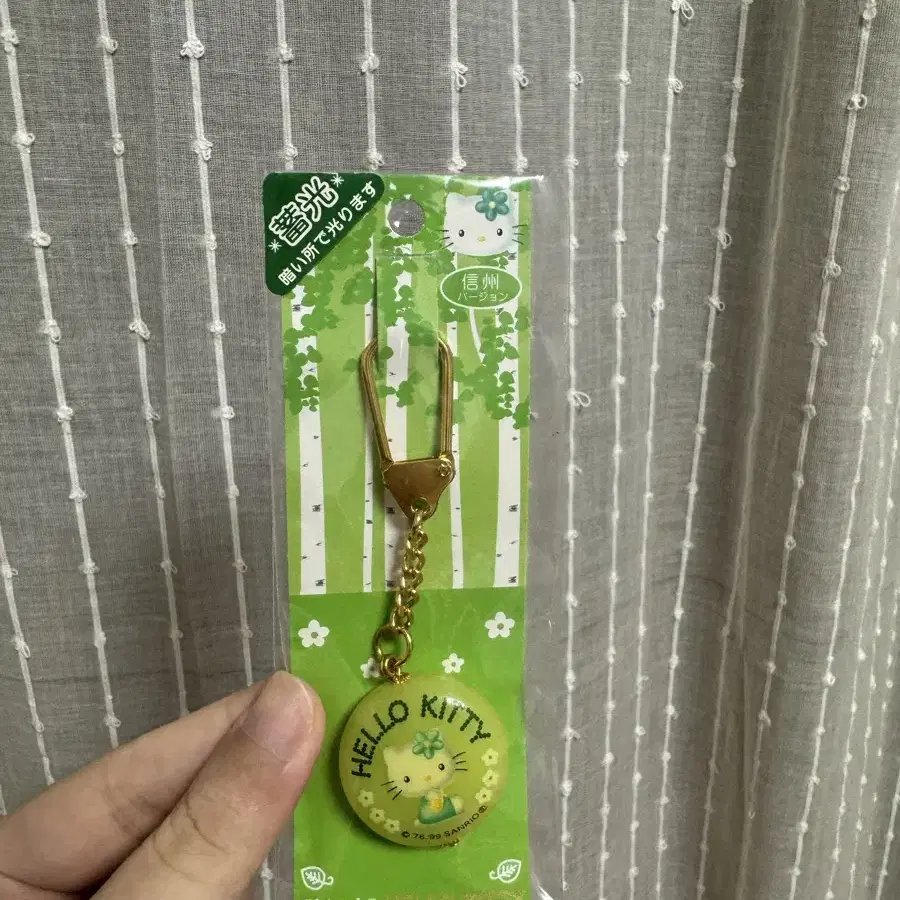 蓄光
暗い所で光ります
信州
バージョン
HELLO KITTY
© '76.'99 SANRIO ®